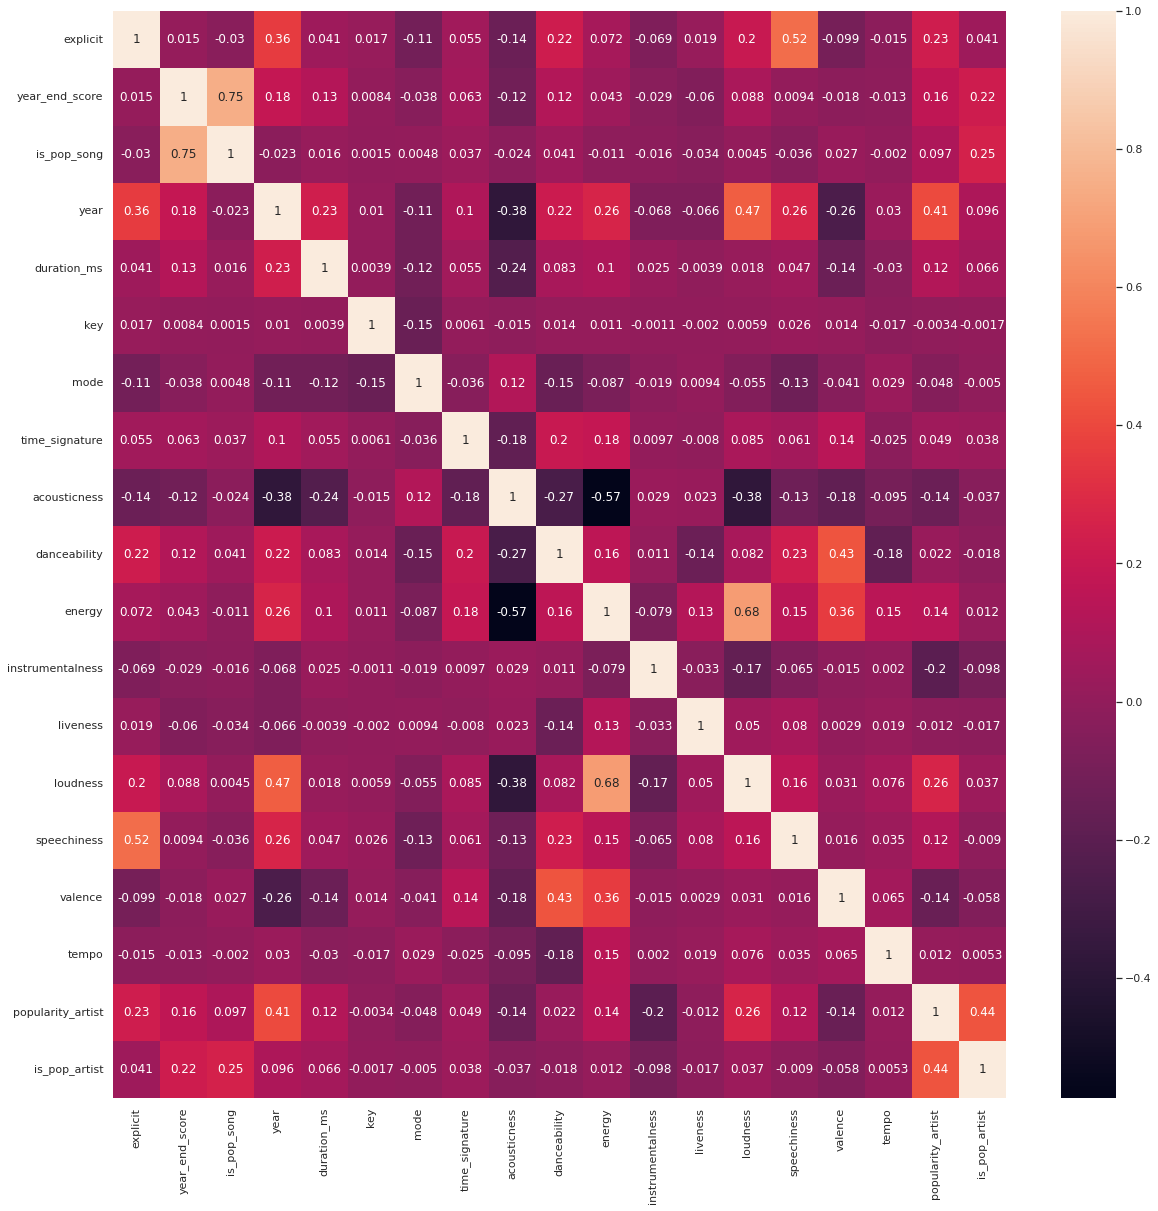 explicit 1 0.015 -0.03 0.36 0.041 0.017 -0.11 0.055 -0.14 0.22 0.072 -0.069 0.019 0.2 0.52 -0.099 -0.015 0.23 0.041
year_end_score 0.015 1 0.75 0.18 0.13 0.0084 -0.038 0.063 -0.12 0.12 0.043 -0.029 -0.06 0.088 0.0094 -0.018 -0.013 0.16 0.22
is_pop_song -0.03 0.75 1 -0.023 0.016 0.0015 0.0048 0.037 -0.024 0.041 -0.011 -0.016 -0.034 0.0045 -0.036 0.027 -0.002 0.097 0.25
year 0.36 0.18 -0.023 1 0.23 0.01 -0.11 0.1 -0.38 0.22 0.26 -0.068 -0.066 0.47 0.26 -0.26 0.03 0.41 0.096
duration_ms 0.041 0.13 0.016 0.23 1 0.0039 -0.12 0.055 -0.24 0.083 0.1 0.025 -0.0039 0.018 0.047 -0.14 -0.03 0.12 0.066
key 0.017 0.0084 0.0015 0.01 0.0039 1 -0.15 0.0061 -0.015 0.014 0.011 -0.0011 -0.002 0.0059 0.026 0.014 -0.017 -0.0034 -0.0017
mode -0.11 -0.038 0.0048 -0.11 -0.12 -0.15 1 -0.036 0.12 -0.15 -0.087 -0.019 0.0094 -0.055 -0.13 -0.041 0.029 -0.048 -0.005
time_signature 0.055 0.063 0.037 0.1 0.055 0.0061 -0.036 1 -0.18 0.2 0.18 0.0097 -0.008 0.085 0.061 0.14 -0.025 0.049 0.038
acousticness -0.14 -0.12 -0.024 -0.38 -0.24 -0.015 0.12 -0.18 1 -0.27 -0.57 0.029 0.023 -0.38 -0.13 -0.18 -0.095 -0.14 -0.037
danceability 0.22 0.12 0.041 0.22 0.083 0.014 -0.15 0.2 -0.27 1 0.16 0.011 -0.14 0.082 0.23 0.43 -0.18 0.022 -0.018
energy 0.072 0.043 -0.011 0.26 0.1 0.011 -0.087 0.18 -0.57 0.16 1 -0.079 0.13 0.68 0.15 0.36 0.15 0.14 0.012
instrumentalness -0.069 -0.029 -0.016 -0.068 0.025 -0.0011 -0.019 0.0097 0.029 0.011 -0.079 1 -0.033 -0.17 -0.065 -0.015 0.002 -0.2 -0.098
liveness 0.019 -0.06 -0.034 -0.066 -0.0039 -0.002 0.0094 -0.008 0.023 -0.14 0.13 -0.033 1 0.05 0.08 0.0029 0.019 -0.012 -0.017
loudness 0.2 0.088 0.0045 0.47 0.018 0.0059 -0.055 0.085 -0.38 0.082 0.68 -0.17 0.05 1 0.16 0.031 0.076 0.26 0.037
speechiness 0.52 0.0094 -0.036 0.26 0.047 0.026 -0.13 0.061 -0.13 0.23 0.15 -0.065 0.08 0.16 1 0.016 0.035 0.12 -0.009
valence -0.099 -0.018 0.027 -0.26 -0.14 0.014 -0.041 0.14 -0.18 0.43 0.36 -0.015 0.0029 0.031 0.016 1 0.065 -0.14 -0.058
tempo -0.015 -0.013 -0.002 0.03 -0.03 -0.017 0.029 -0.025 -0.095 -0.18 0.15 0.002 0.019 0.076 0.035 0.065 1 0.012 0.0053
popularity_artist 0.23 0.16 0.097 0.41 0.12 -0.0034 -0.048 0.049 -0.14 0.022 0.14 -0.2 -0.012 0.26 0.12 -0.14 0.012 1 0.44
is_pop_artist 0.041 0.22 0.25 0.096 0.066 -0.0017 -0.005 0.038 -0.037 -0.018 0.012 -0.098 -0.017 0.037 -0.009 -0.058 0.0053 0.44 1
explicit
year_end_score
is_pop_song
year
duration_ms
key
mode
time_signature
acousticness
danceability
energy
instrumentalness
liveness
loudness
speechiness
valence
tempo
popularity_artist
is_pop_artist
1.0
0.8
0.6
0.4
0.2
0.0
−0.2
−0.4